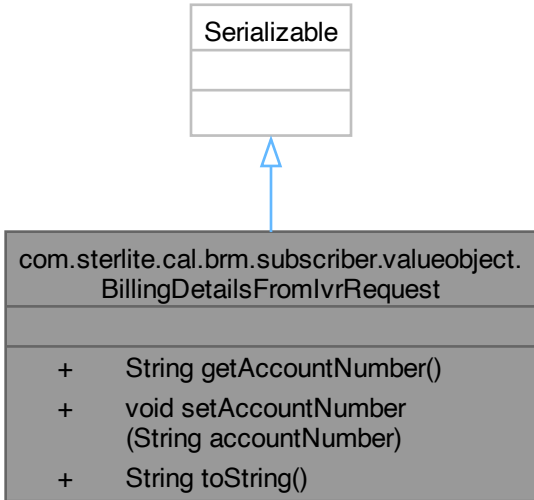 Serializable
com.sterlite.cal.brm.subscriber.valueobject.
BillingDetailsFromIvrRequest
+ String getAccountNumber()
+ void setAccountNumber
(String accountNumber)
+ String toString()